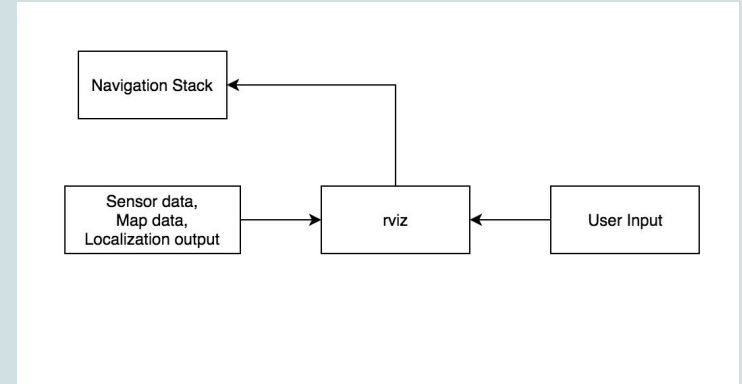 Navigation Stack
Sensor data,
Map data,
Localization output
rviz
User Input